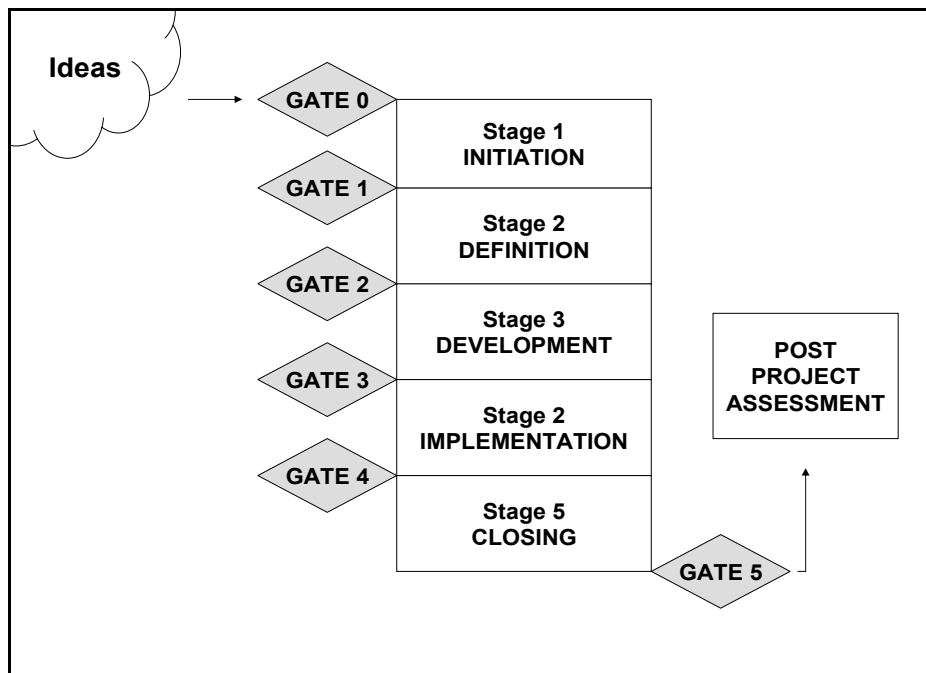 Ideas
GATE 0
Stage 1
INITIATION
GATE 1
Stage 2
DEFINITION
GATE 2
Stage 3
DEVELOPMENT
GATE 3
Stage 2
IMPLEMENTATION
GATE 4
Stage 5
CLOSING
GATE 5
POST
PROJECT
ASSESSMENT